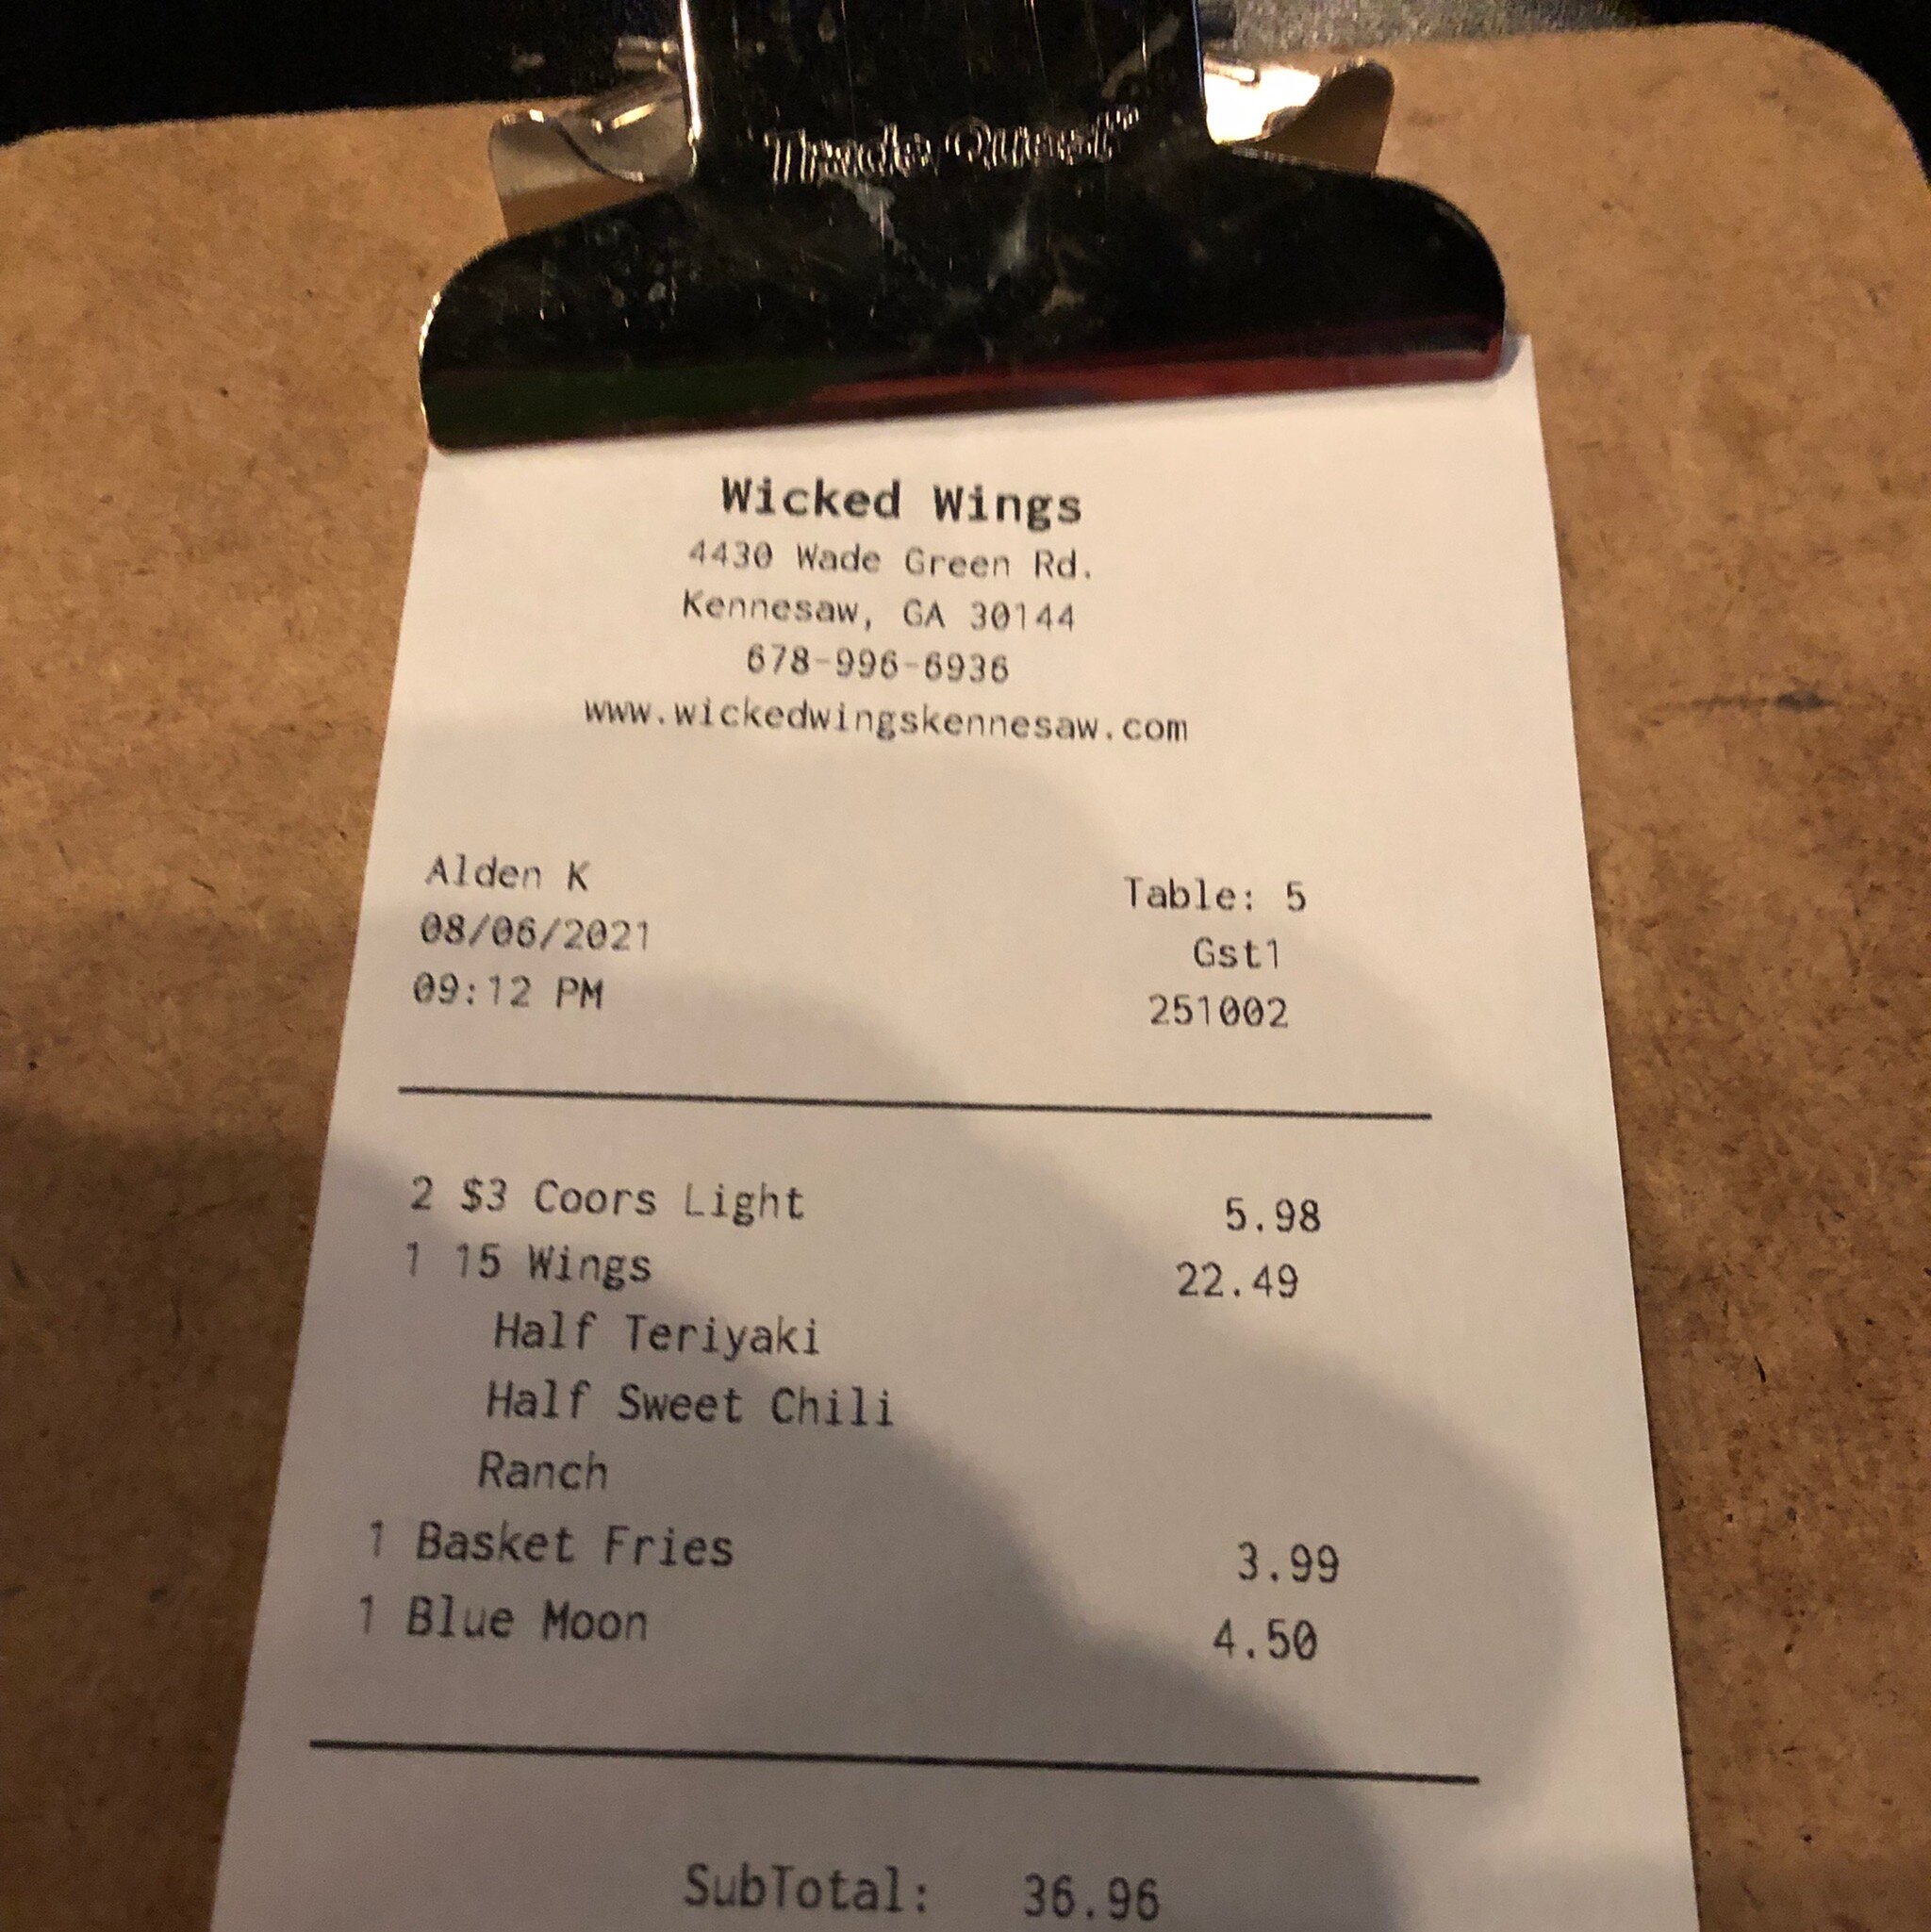 Trade Quest
Wicked Wings
4430 Wade Green Rd.
Kennesaw, GA 30144
678-996-6936
www.wickedwingskennesaw.com
Alden K
Table: 5
08/06/2021
Gst1
09:12 PM
251002
2 $3 Coors Light 5.98
1 15 Wings 22.49
Half Teriyaki
Half Sweet Chili
Ranch
1 Basket Fries 3.99
1 Blue Moon 4.50
SubTotal: 36.96